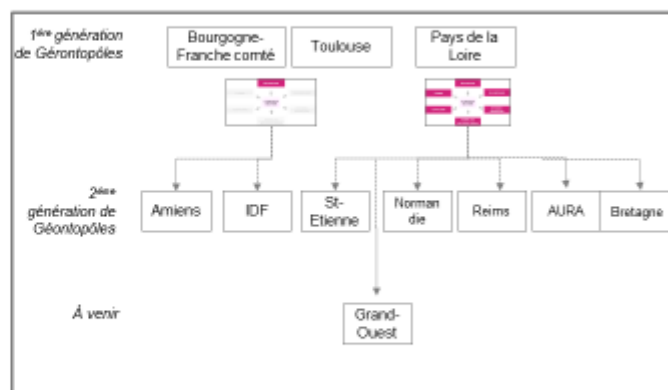 1ère génération
de Gérontopôles
Bourgogne-
Franche comté
Toulouse
Pays de la
Loire
2ème
génération de
Géontopôles
Amiens
IDF
St-
Etienne
Norman
die
Reims
AURA
Bretagne
À venir
Grand-
Ouest